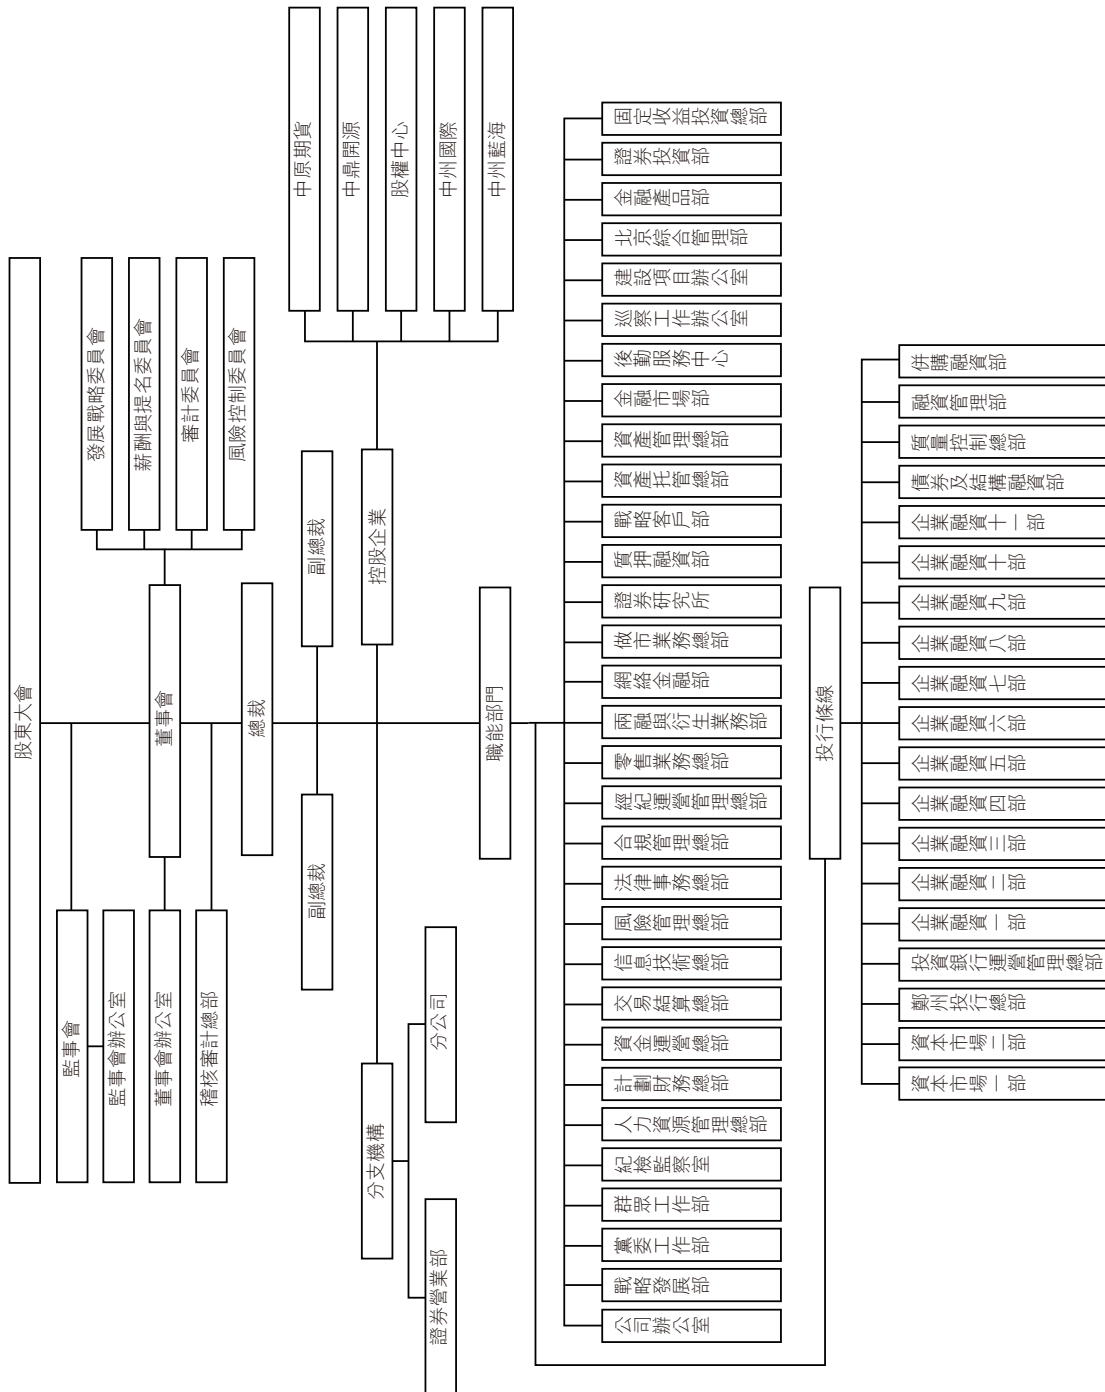 股東大會
監事會
監事會辦公室
董事會
董事會辦公室
稽核審計總部
發展戰略委員會
薪酬與提名委員會
審計委員會
風險控制委員會
總裁
副總裁
副總裁
分支機構
證券營業部
分公司
控股企業
中原期貨
中鼎開源
股權中心
中州國際
中州藍海
職能部門
公司辦公室
戰略發展部
黨委工作部
群眾工作部
紀檢監察室
人力資源管理總部
計劃財務總部
資金運營總部
交易結算總部
信息技術總部
風險管理總部
法律事務總部
合規管理總部
經紀運營管理總部
零售業務總部
兩融與衍生業務部
網絡金融部
做市業務總部
證券研究所
質押融資部
戰略客戶部
資產托管總部
資產管理總部
金融市場部
後勤服務中心
巡察工作辦公室
建設項目辦公室
北京綜合管理部
金融產品部
證券投資部
固定收益投資總部
投行條線
資本市場一部
資本市場二部
鄭州投行總部
投資銀行運營管理總部
企業融資一部
企業融資二部
企業融資三部
企業融資四部
企業融資五部
企業融資六部
企業融資七部
企業融資八部
企業融資九部
企業融資十部
企業融資十一部
債券及結構融資部
質量控制總部
融資管理部
併購融資部